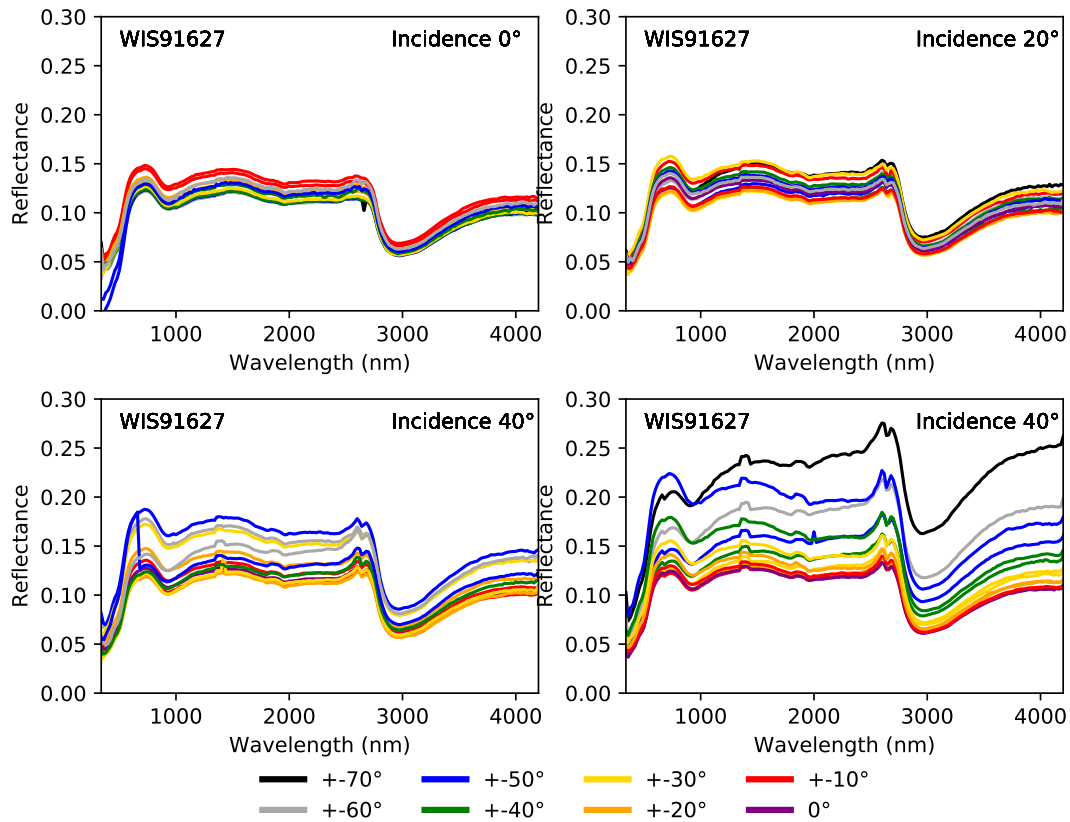 0.30
0.25
0.20
0.15
0.10
0.05
0.00
Reflectance
WIS91627
Incidence 0°
1000 2000 3000 4000
Wavelength (nm)
0.30
0.25
0.20
0.15
0.10
0.05
0.00
Reflectance
WIS91627
Incidence 20°
1000 2000 3000 4000
Wavelength (nm)
0.30
0.25
0.20
0.15
0.10
0.05
0.00
Reflectance
WIS91627
Incidence 40°
1000 2000 3000 4000
Wavelength (nm)
0.30
0.25
0.20
0.15
0.10
0.05
0.00
Reflectance
WIS91627
Incidence 40°
1000 2000 3000 4000
Wavelength (nm)
+-70° +-50° +-30° +-10°
+-60° +-40° +-20° 0°